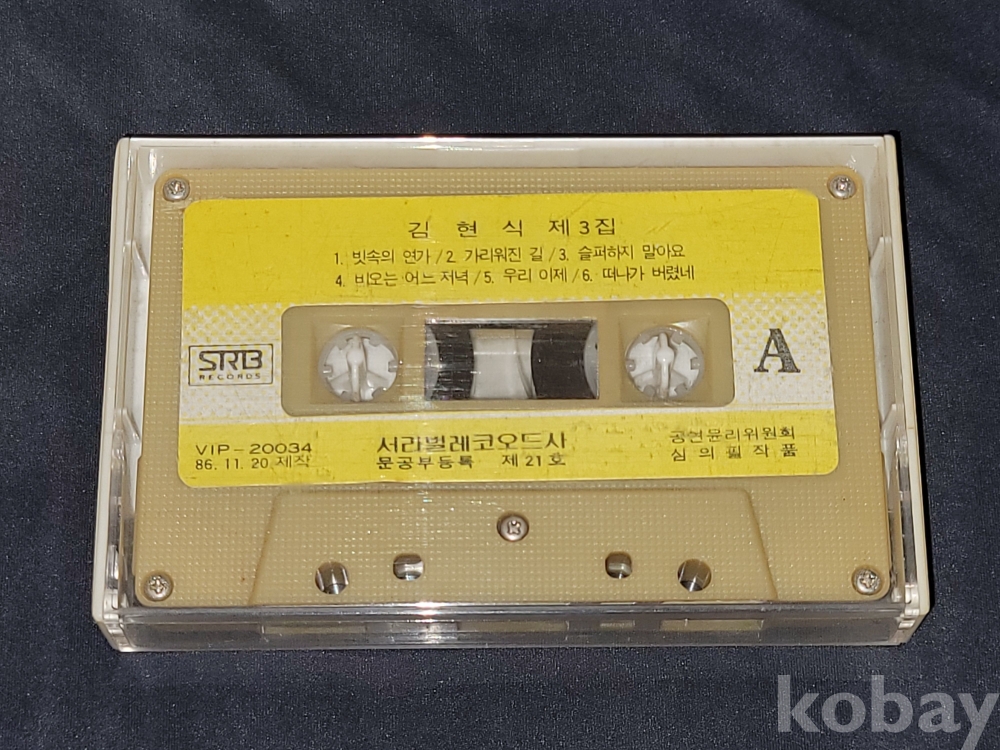 김 현 식 제3집
1. 빗속의 연가 / 2. 가리워진 길 / 3. 슬퍼하지 말아요
4. 비오는 어느 저녁 / 5. 우리 이제 / 6. 떠나가 버렸네
SRB
RECORDS
A
VIP-20034
86. 11. 20 제작
서라벌레코오드사
문공부등록 제21호
공연윤리위원회
심의필작품
kobay